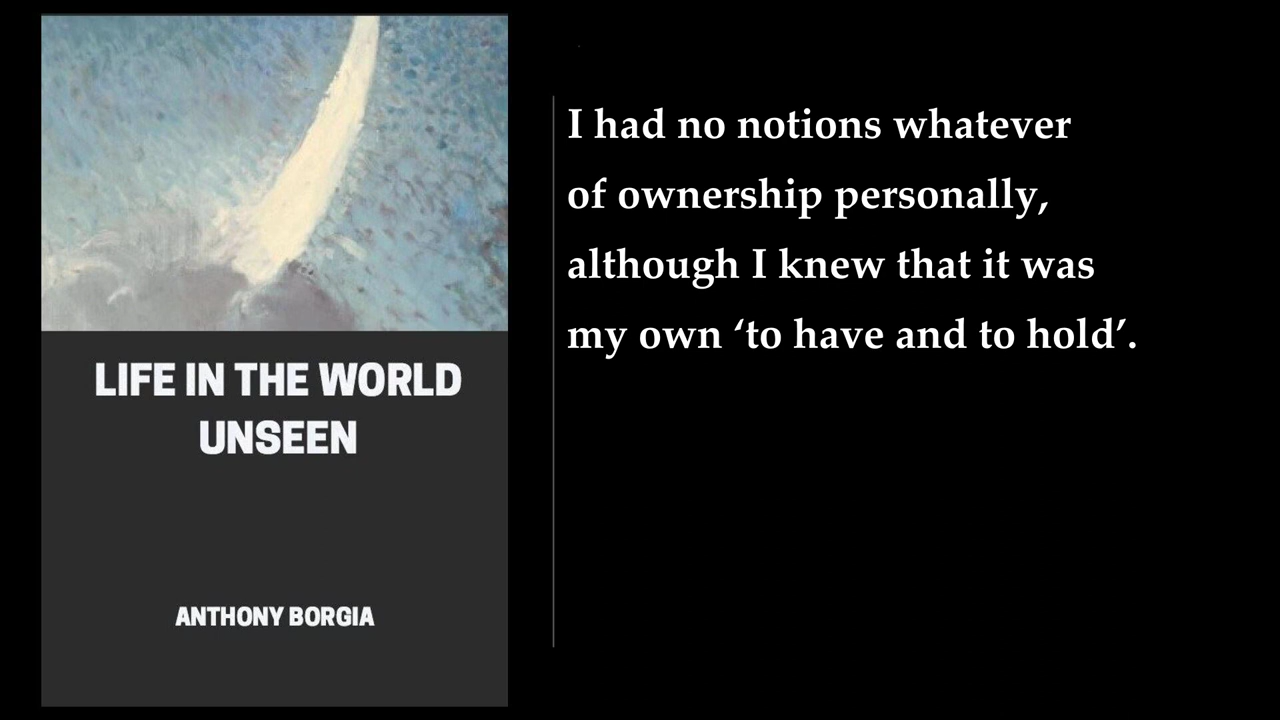 LIFE IN THE WORLD
UNSEEN
ANTHONY BORGIA
I had no notions whatever
of ownership personally,
although I knew that it was
my own ‘to have and to hold’.